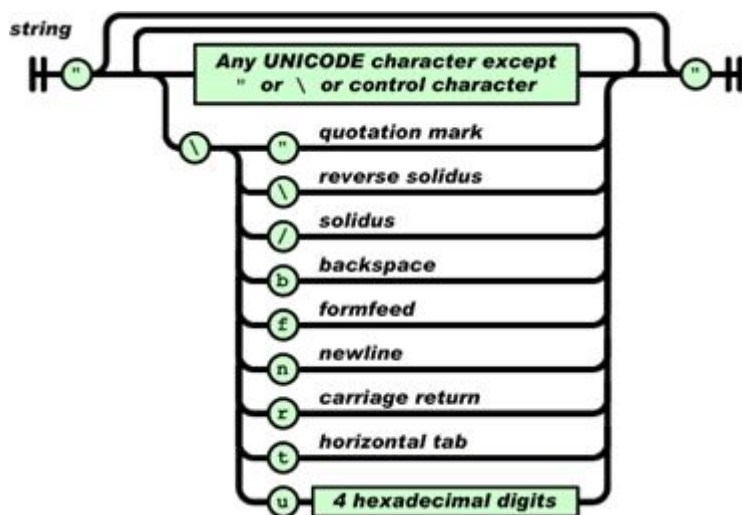 string
" Any UNICODE character except "
" or \ or control character
\ " quotation mark
\ reverse solidus
/ solidus
b backspace
f formfeed
n newline
r carriage return
t horizontal tab
u 4 hexadecimal digits